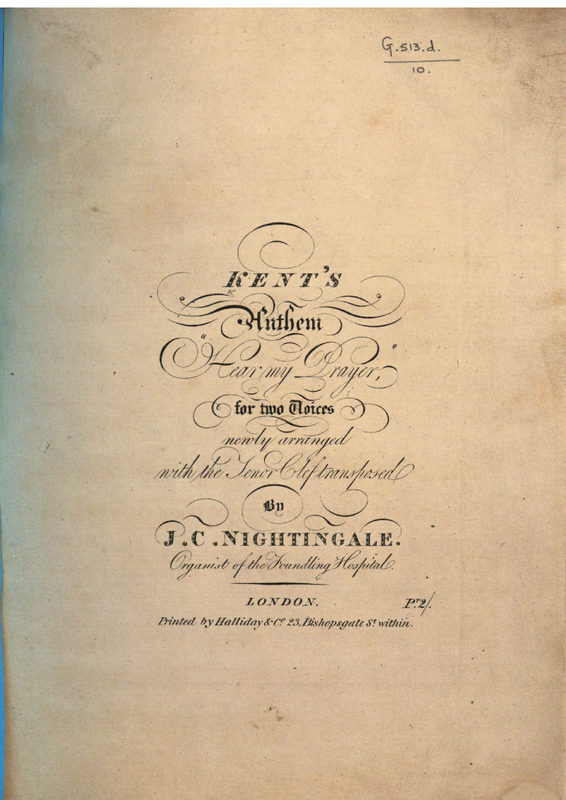 G.513.d.
10.
KENT'S
Anthem
"Hear my Prayer,"
for two Voices
newly arranged
with the Tenor Clef transposed
By
J.C. NIGHTINGALE.
Organist of the Foundling Hospital.
LONDON. Pr. 2/.
Printed by Halliday & Co. 23, Bishopsgate St. within.